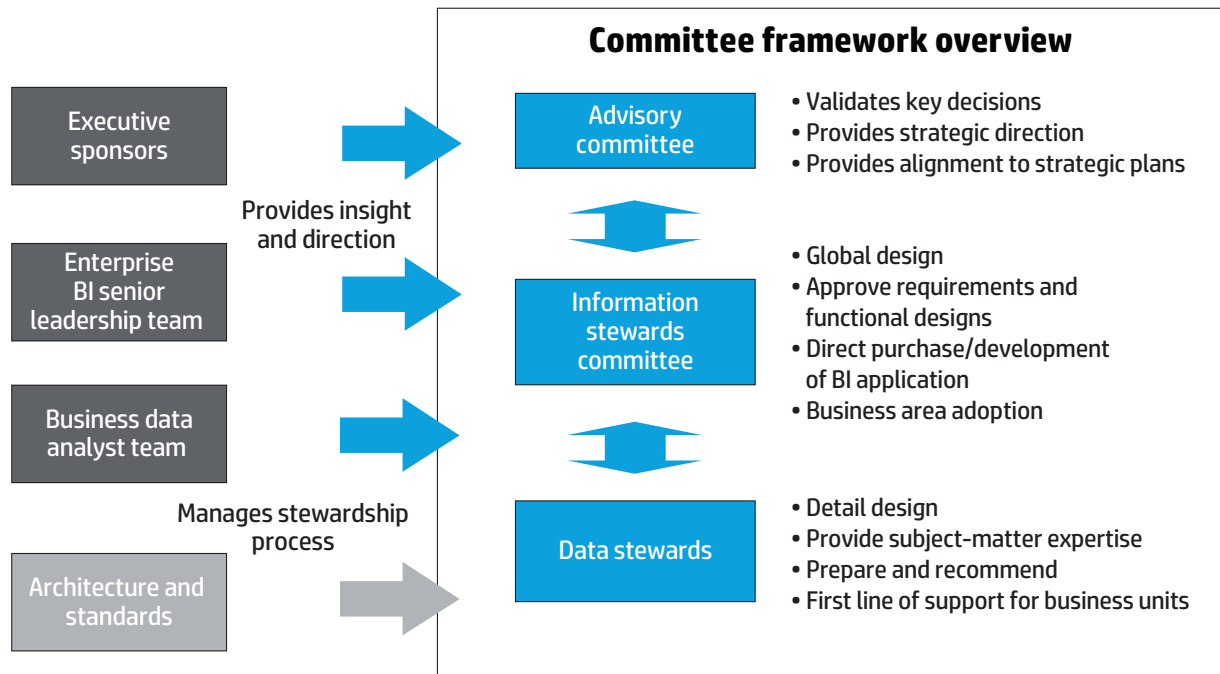 Committee framework overview
Executive
sponsors
Provides insight
and direction
Enterprise
BI senior
leadership team
Business data
analyst team
Manages stewardship
process
Architecture and
standards
Advisory
committee
• Validates key decisions
• Provides strategic direction
• Provides alignment to strategic plans
Information
stewards
committee
• Global design
• Approve requirements and
functional designs
• Direct purchase/development
of BI application
• Business area adoption
Data stewards
• Detail design
• Provide subject-matter expertise
• Prepare and recommend
• First line of support for business units